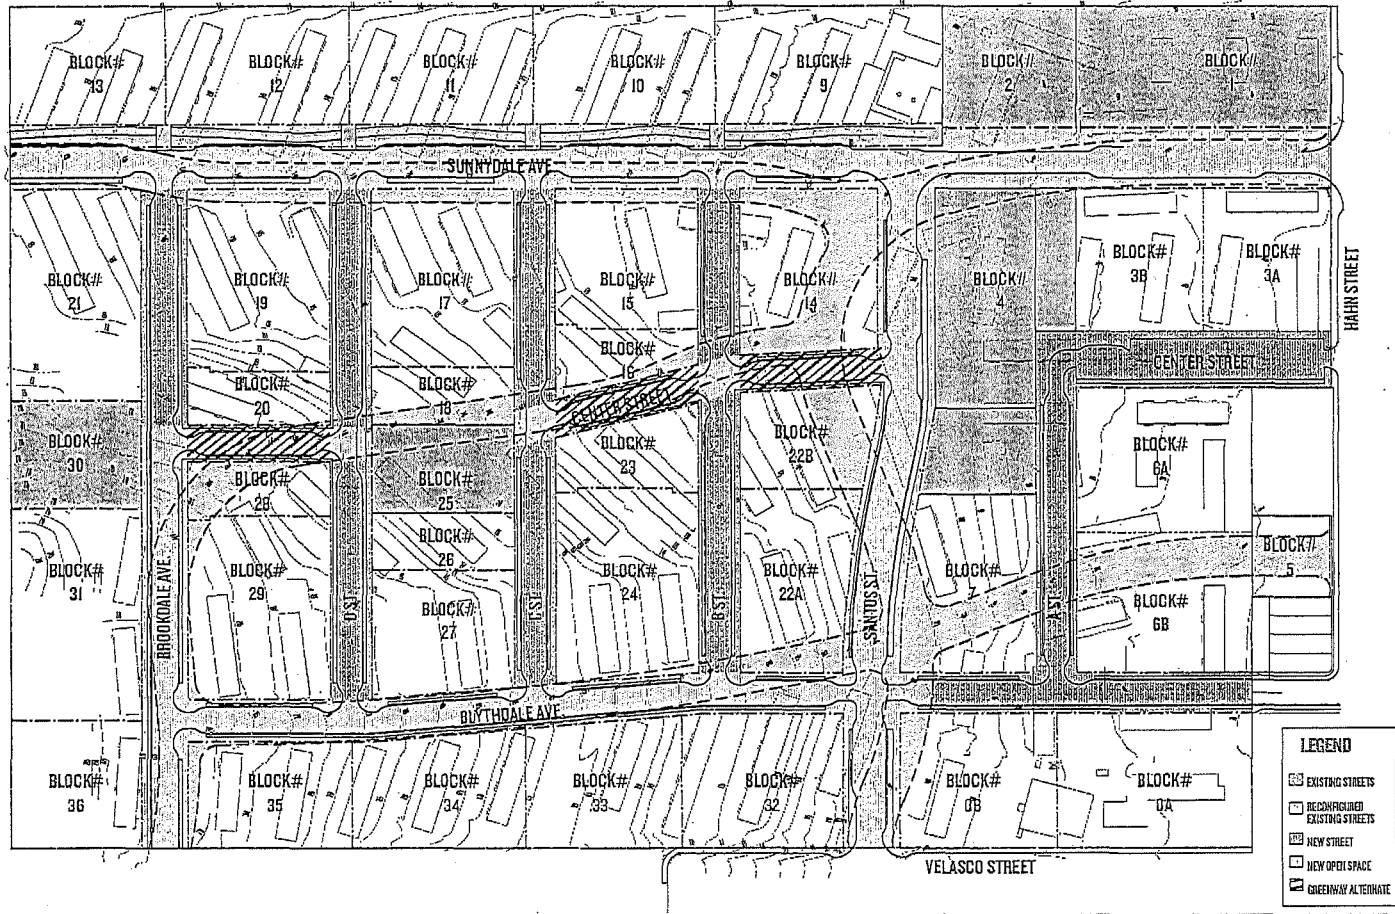 BLOCK#
13
BLOCK#
12
BLOCK#
11
BLOCK#
10
BLOCK#
9
BLOCK#
2
BLOCK#
SUNNYDALE AVE
BLOCK#
21
BLOCK#
19
BLOCK#
17
BLOCK#
15
BLOCK#
14
BLOCK#
4
BLOCK#
3B
BLOCK#
3A
HAHN STREET
BLOCK#
20
BLOCK#
18
BLOCK#
16
CENTER STREET
CENTER STREET
BLOCK#
30
BLOCK#
28
BLOCK#
25
BLOCK#
23
BLOCK#
22B
BLOCK#
6A
BLOCK#
31
BROOKDALE AVE.
BLOCK#
29
D ST.
BLOCK#
26
BLOCK#
27
C ST.
BLOCK#
24
B ST.
BLOCK#
22A
SANTOS ST.
BLOCK#
7
A ST.
BLOCK#
6B
BLOCK#
5
BLYTHDALE AVE.
BLOCK#
36
BLOCK#
35
BLOCK#
34
BLOCK#
33
BLOCK#
32
BLOCK#
0B
BLOCK#
0A
VELASCO STREET
LEGEND
EXISTING STREETS
RECONFIGURED
EXISTING STREETS
NEW STREET
NEW OPEN SPACE
GREENWAY ALTERNATE